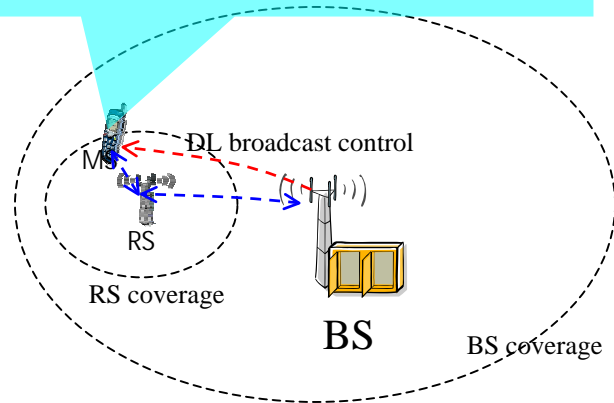 DL broadcast control
MS
RS
RS coverage
BS
BS coverage